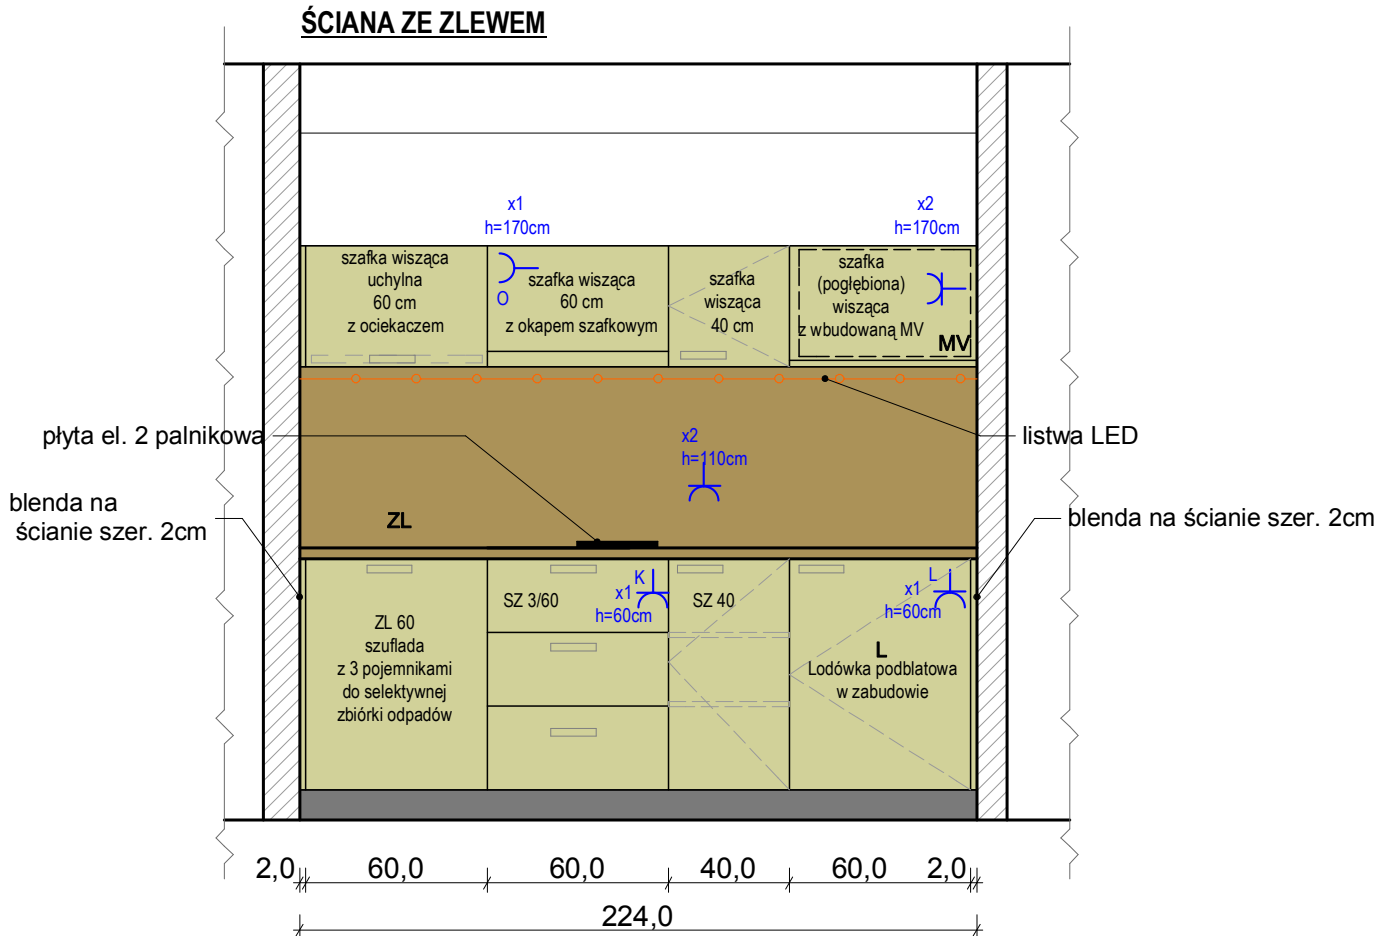 ŚCIANA ZE ZLEWEM
x1
h=170cm
x2
h=170cm
szafka wisząca
uchylna
60 cm
z ociekaczem
O
szafka wisząca
60 cm
z okapem szafkowym
szafka
wisząca
40 cm
szafka
(pogłębiona)
wisząca
z wbudowaną MV
MV
płyta el. 2 palnikowa
x2
h=110cm
listwa LED
blenda na
ścianie szer. 2cm
ZL
blenda na ścianie szer. 2cm
ZL 60
szuflada
z 3 pojemnikami
do selektywnej
zbiórki odpadów
SZ 3/60
K
x1
h=60cm
SZ 40
L
x1
h=60cm
L
Lodówka podblatowa
w zabudowie
2,0 60,0 60,0 40,0 60,0 2,0
224,0